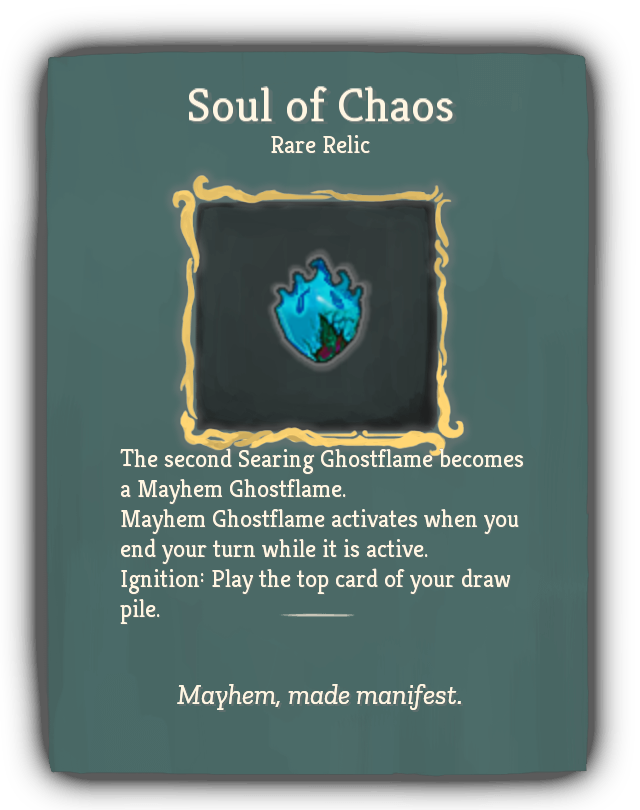 Soul of Chaos
Rare Relic
The second Searing Ghostflame becomes
a Mayhem Ghostflame.
Mayhem Ghostflame activates when you
end your turn while it is active.
Ignition: Play the top card of your draw
pile.
Mayhem, made manifest.